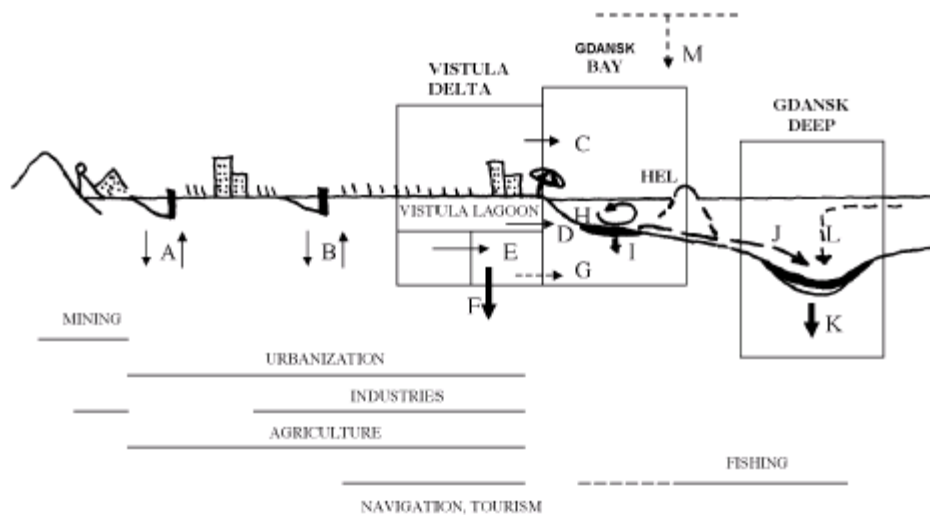 GDANSK
BAY
M
VISTULA
DELTA
GDANSK
DEEP
C
HEL
VISTULA LAGOON
H
D
J
L
A
B
E
I
G
F
K
MINING
URBANIZATION
INDUSTRIES
AGRICULTURE
FISHING
NAVIGATION, TOURISM